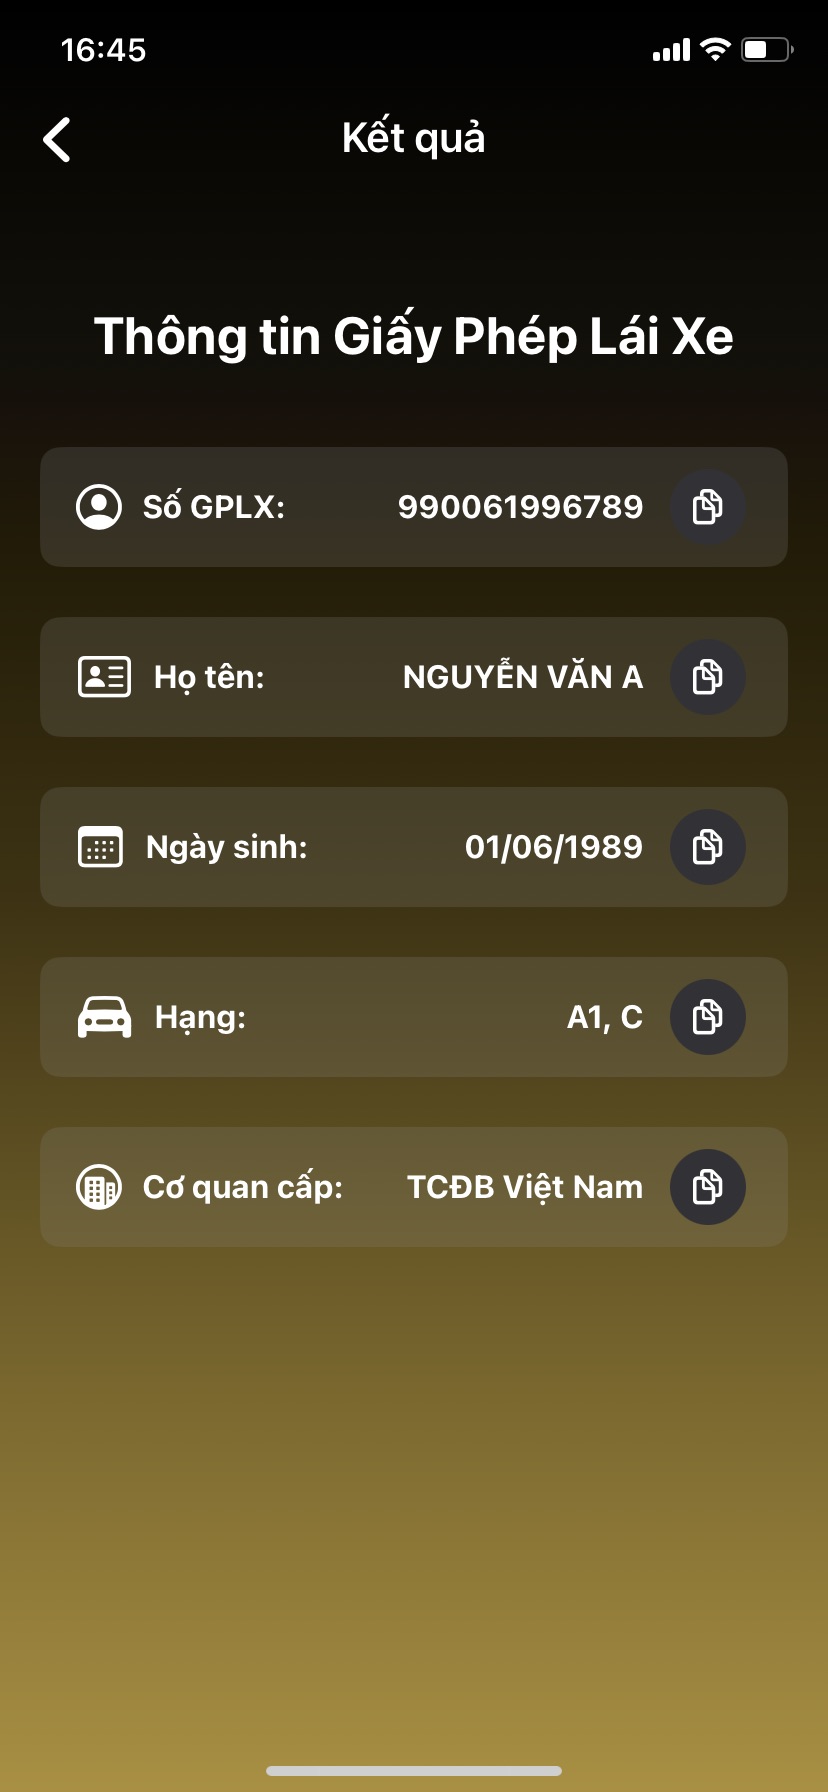 16:45
Kết quả
Thông tin Giấy Phép Lái Xe
Số GPLX: 990061996789
Họ tên: NGUYỄN VĂN A
Ngày sinh: 01/06/1989
Hạng: A1, C
Cơ quan cấp: TCĐB Việt Nam